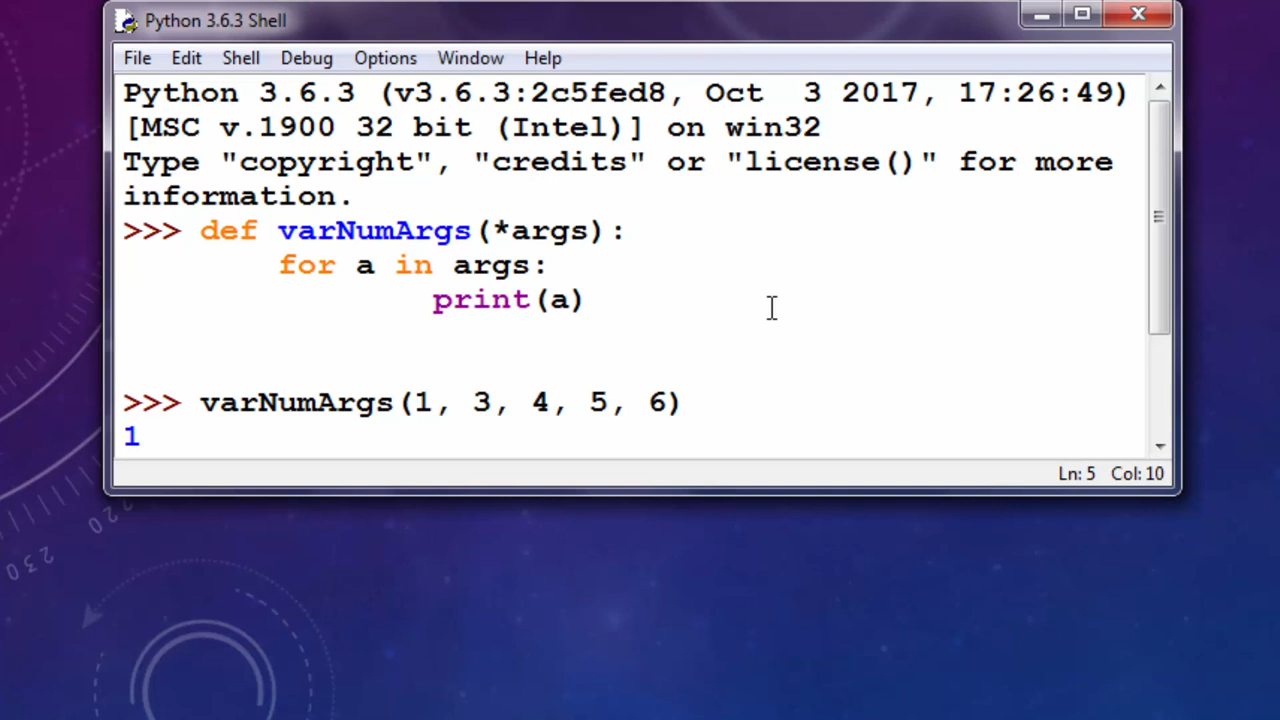 Python 3.6.3 Shell
File Edit Shell Debug Options Window Help
Python 3.6.3 (v3.6.3:2c5fed8, Oct  3 2017, 17:26:49)
[MSC v.1900 32 bit (Intel)] on win32
Type "copyright", "credits" or "license()" for more
information.
>>> def varNumArgs(*args):
        for a in args:
                print(a)
>>> varNumArgs(1, 3, 4, 5, 6)
1
Ln: 5 Col: 10
220
230